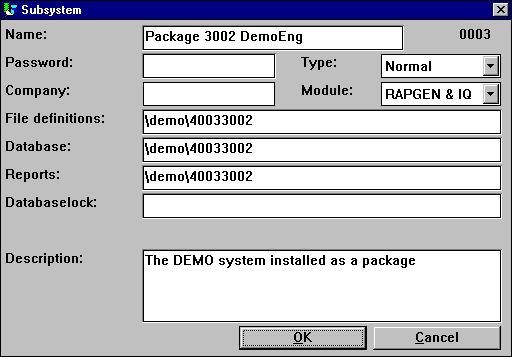 Subsystem
Name: Package 3002 DemoEng 0003
Password: Type: Normal
Company: Module: RAPGEN & IQ
File definitions: \demo\40033002
Database: \demo\40033002
Reports: \demo\40033002
Databaselock:
Description: The DEMO system installed as a package
OK Cancel